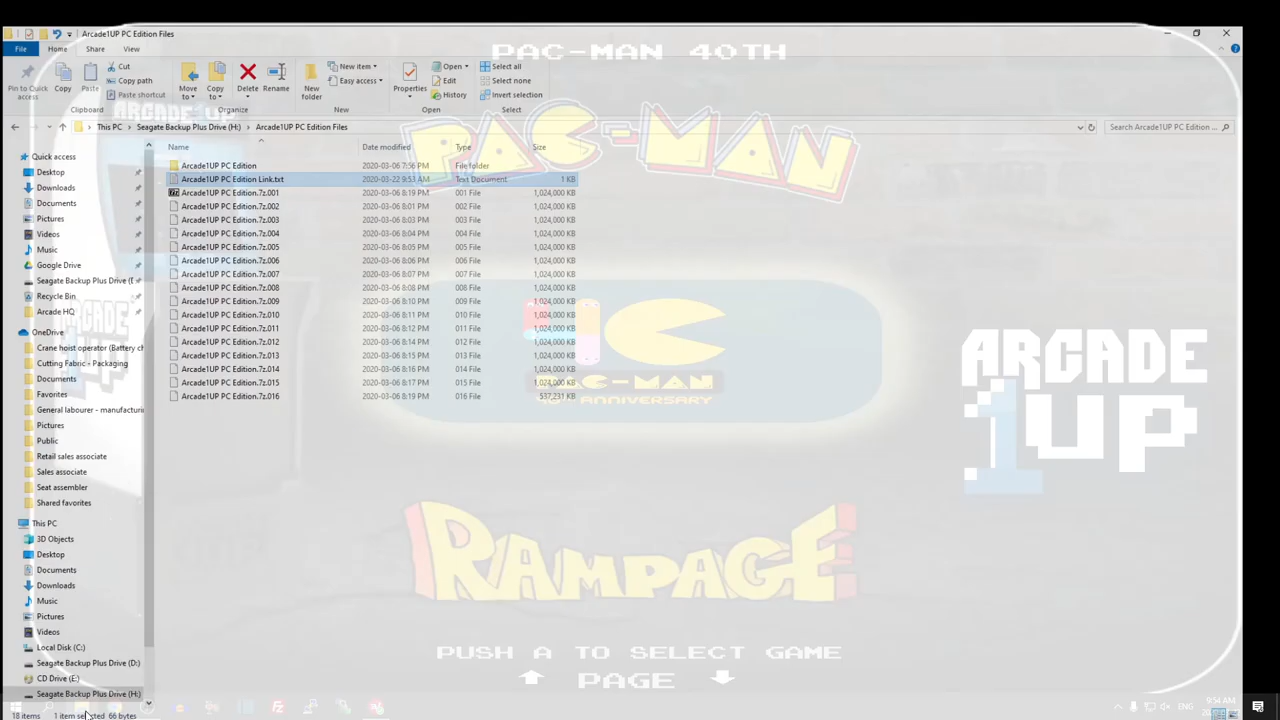 Arcade1UP PC Edition Files
File Home Share View
PAC-MAN 40TH
Pin to Quick access
Copy
Paste
Cut
Copy path
Paste shortcut
Clipboard
Move to
Copy to
Delete
Rename
Organize
New folder
New item
Easy access
New
Properties
Open
Edit
History
Open
Select all
Select none
Invert selection
Select
This PC > Seagate Backup Plus Drive (H:) > Arcade1UP PC Edition Files
Search Arcade1UP PC Edition ...
PAC-MAN
Name Date modified Type Size
Arcade1UP PC Edition 2020-03-06 7:56 PM File folder
Arcade1UP PC Edition Link.txt 2020-03-22 9:53 AM Text Document 1 KB
Arcade1UP PC Edition.7z.001 2020-03-06 8:19 PM 001 File 1,024,000 KB
Arcade1UP PC Edition.7z.002 2020-03-06 8:01 PM 002 File 1,024,000 KB
Arcade1UP PC Edition.7z.003 2020-03-06 8:03 PM 003 File 1,024,000 KB
Arcade1UP PC Edition.7z.004 2020-03-06 8:04 PM 004 File 1,024,000 KB
Arcade1UP PC Edition.7z.005 2020-03-06 8:05 PM 005 File 1,024,000 KB
Arcade1UP PC Edition.7z.006 2020-03-06 8:06 PM 006 File 1,024,000 KB
Arcade1UP PC Edition.7z.007 2020-03-06 8:07 PM 007 File 1,024,000 KB
Arcade1UP PC Edition.7z.008 2020-03-06 8:08 PM 008 File 1,024,000 KB
Arcade1UP PC Edition.7z.009 2020-03-06 8:10 PM 009 File 1,024,000 KB
Arcade1UP PC Edition.7z.010 2020-03-06 8:11 PM 010 File 1,024,000 KB
Arcade1UP PC Edition.7z.011 2020-03-06 8:12 PM 011 File 1,024,000 KB
Arcade1UP PC Edition.7z.012 2020-03-06 8:14 PM 012 File 1,024,000 KB
Arcade1UP PC Edition.7z.013 2020-03-06 8:15 PM 013 File 1,024,000 KB
Arcade1UP PC Edition.7z.014 2020-03-06 8:16 PM 014 File 1,024,000 KB
Arcade1UP PC Edition.7z.015 2020-03-06 8:17 PM 015 File 1,024,000 KB
Arcade1UP PC Edition.7z.016 2020-03-06 8:19 PM 016 File 537,231 KB
Quick access
Desktop
Downloads
Documents
Pictures
Videos
Music
Google Drive
Seagate Backup Plus Drive (
Recycle Bin
Arcade HQ
OneDrive
Crane hoist operator (Battery ch
Cutting Fabric - Packaging
Documents
Favorites
General labourer - manufacturi
Pictures
Public
Retail sales associate
Sales associate
Seat assembler
Shared favorites
This PC
3D Objects
Desktop
Documents
Downloads
Music
Pictures
Videos
Local Disk (C:)
Seagate Backup Plus Drive (D:)
CD Drive (E:)
Seagate Backup Plus Drive (H:)
PAC-MAN
40TH ANNIVERSARY
ARCADE
1UP
RAMPAGE
PUSH A TO SELECT GAME
PAGE
18 items 1 item selected 66 bytes
ENG
9:54 AM